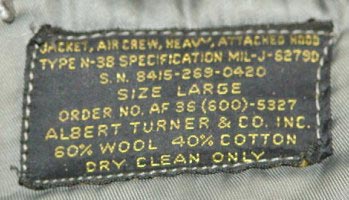 JACKET, AIR CREW, HEAVY, ATTACHED HOOD
TYPE N-3B SPECIFICATION MIL-J-6279D
S. N. 8415-269-0420
SIZE LARGE
ORDER NO. AF 36 (600)-5327
ALBERT TURNER & CO. INC.
60% WOOL 40% COTTON
DRY CLEAN ONLY